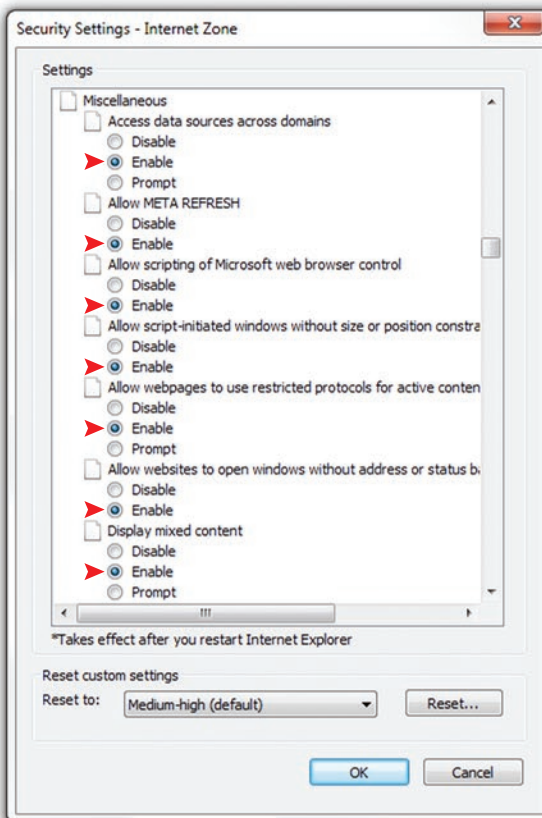 Security Settings - Internet Zone
Settings
Miscellaneous
Access data sources across domains
Disable
Enable
Prompt
Allow META REFRESH
Disable
Enable
Allow scripting of Microsoft web browser control
Disable
Enable
Allow script-initiated windows without size or position constra
Disable
Enable
Allow webpages to use restricted protocols for active conten
Disable
Enable
Prompt
Allow websites to open windows without address or status ba
Disable
Enable
Display mixed content
Disable
Enable
Prompt
*Takes effect after you restart Internet Explorer
Reset custom settings
Reset to: Medium-high (default) Reset...
OK Cancel